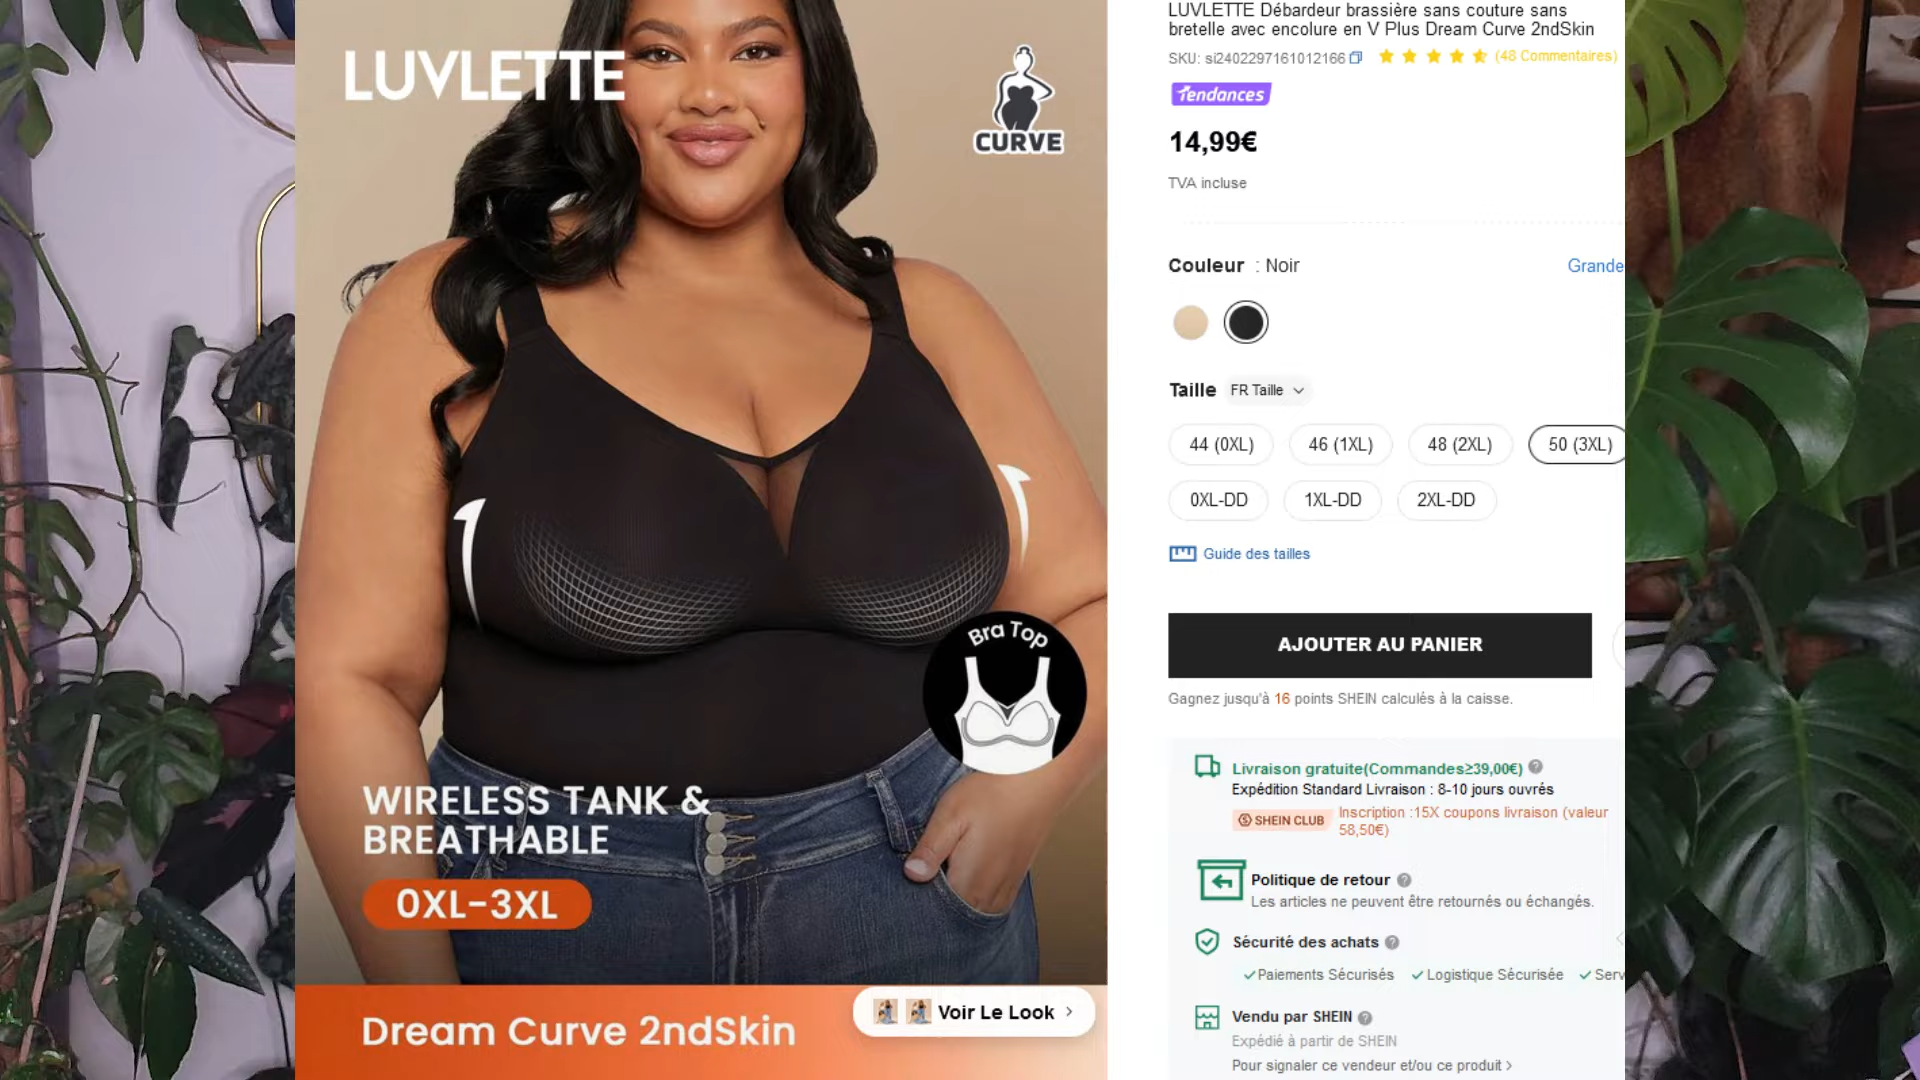 LUVLETTE
CURVE
Bra Top
WIRELESS TANK &
BREATHABLE
0XL-3XL
Dream Curve 2ndSkin
Voir Le Look >
LUVLETTE Débardeur brassière sans couture sans
bretelle avec encolure en V Plus Dream Curve 2ndSkin
SKU: si2402297161012166
(48 Commentaires)
Tendances
14,99€
TVA incluse
Couleur : Noir
Grande
Taille FR Taille
44 (0XL) 46 (1XL) 48 (2XL) 50 (3XL)
0XL-DD 1XL-DD 2XL-DD
Guide des tailles
AJOUTER AU PANIER
Gagnez jusqu'à 16 points SHEIN calculés à la caisse.
Livraison gratuite(Commandes≥39,00€) ?
Expédition Standard Livraison : 8-10 jours ouvrés
S SHEIN CLUB Inscription :15X coupons livraison (valeur
58,50€)
Politique de retour ?
Les articles ne peuvent être retournés ou échangés.
Sécurité des achats ?
Paiements Sécurisés Logistique Sécurisée Serv
Vendu par SHEIN ?
Expédié à partir de SHEIN
Pour signaler ce vendeur et/ou ce produit >